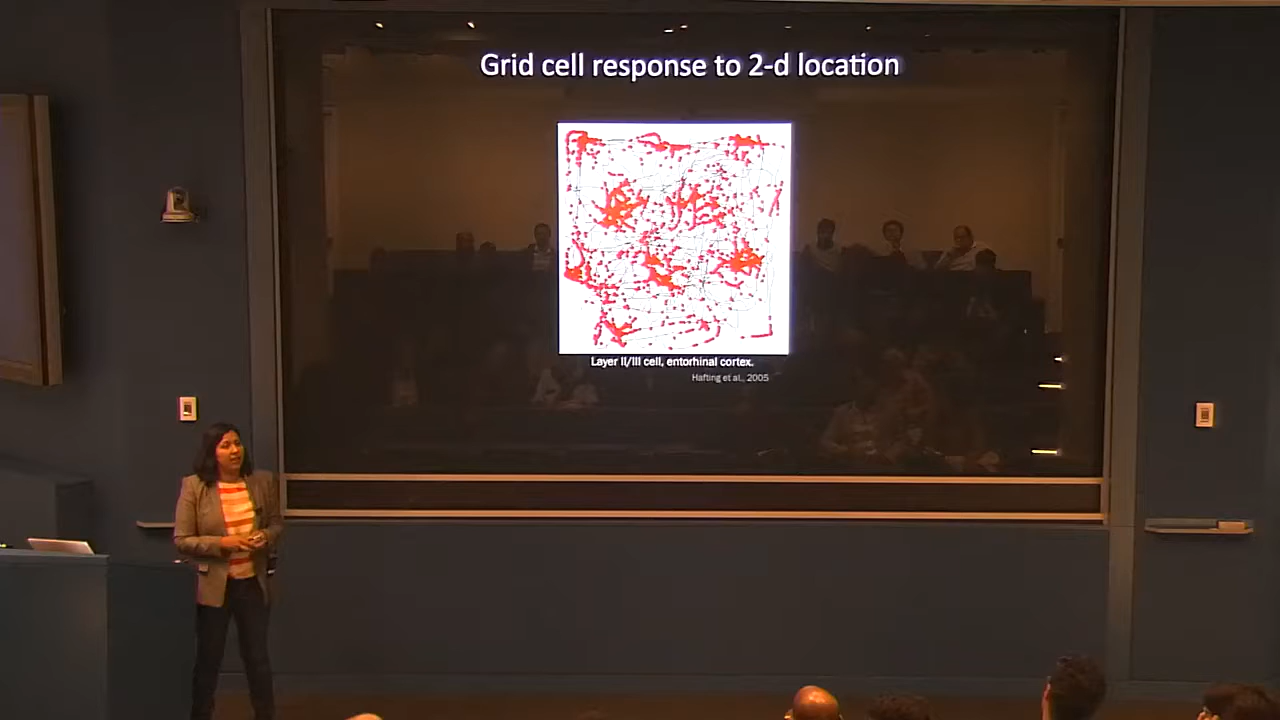 Grid cell response to 2-d location
Layer II/III cell, entorhinal cortex.
Hafting et al., 2005